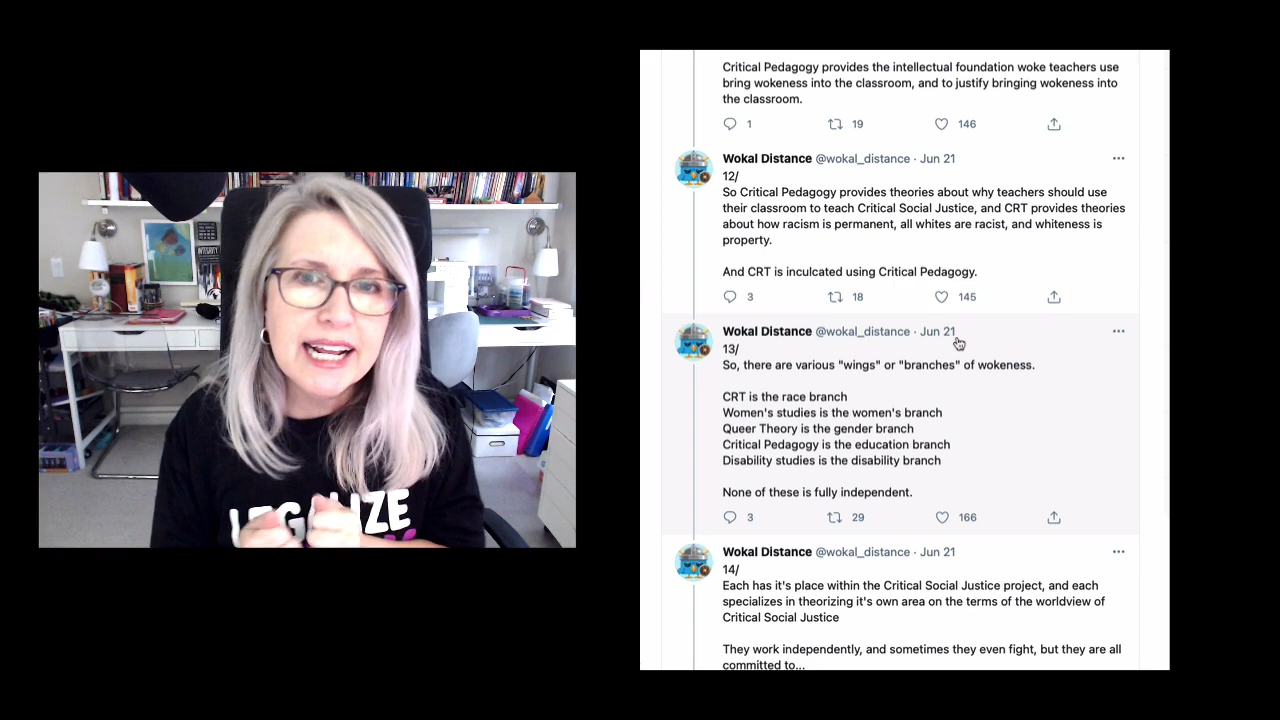 INTEGRITY
LEGALIZE
Critical Pedagogy provides the intellectual foundation woke teachers use
bring wokeness into the classroom, and to justify bringing wokeness into
the classroom.
1 19 146
Wokal Distance @wokal_distance · Jun 21 ···
12/
So Critical Pedagogy provides theories about why teachers should use
their classroom to teach Critical Social Justice, and CRT provides theories
about how racism is permanent, all whites are racist, and whiteness is
property.
And CRT is inculcated using Critical Pedagogy.
3 18 145
Wokal Distance @wokal_distance · Jun 21 ···
13/
So, there are various "wings" or "branches" of wokeness.
CRT is the race branch
Women's studies is the women's branch
Queer Theory is the gender branch
Critical Pedagogy is the education branch
Disability studies is the disability branch
None of these is fully independent.
3 29 166
Wokal Distance @wokal_distance · Jun 21 ···
14/
Each has it's place within the Critical Social Justice project, and each
specializes in theorizing it's own area on the terms of the worldview of
Critical Social Justice
They work independently, and sometimes they even fight, but they are all
committed to...